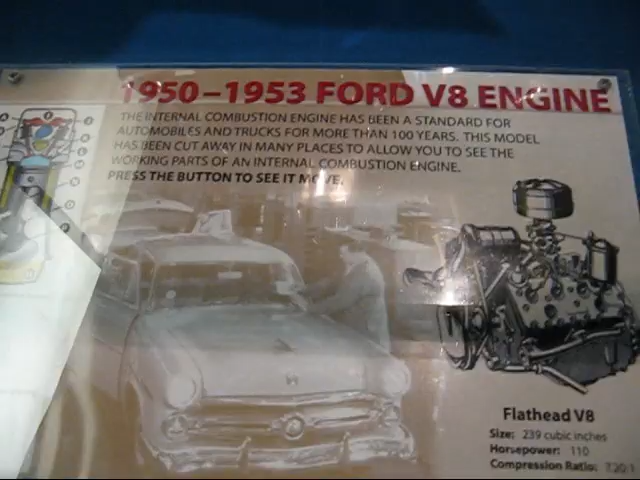 1950–1953 FORD V8 ENGINE
THE INTERNAL COMBUSTION ENGINE HAS BEEN A STANDARD FOR
AUTOMOBILES AND TRUCKS FOR MORE THAN 100 YEARS. THIS MODEL
HAS BEEN CUT AWAY IN MANY PLACES TO ALLOW YOU TO SEE THE
WORKING PARTS OF AN INTERNAL COMBUSTION ENGINE.
PRESS THE BUTTON TO SEE IT MOVE.
Flathead V8
Size: 239 cubic inches
Horsepower: 110
Compression Ratio: 7.20:1